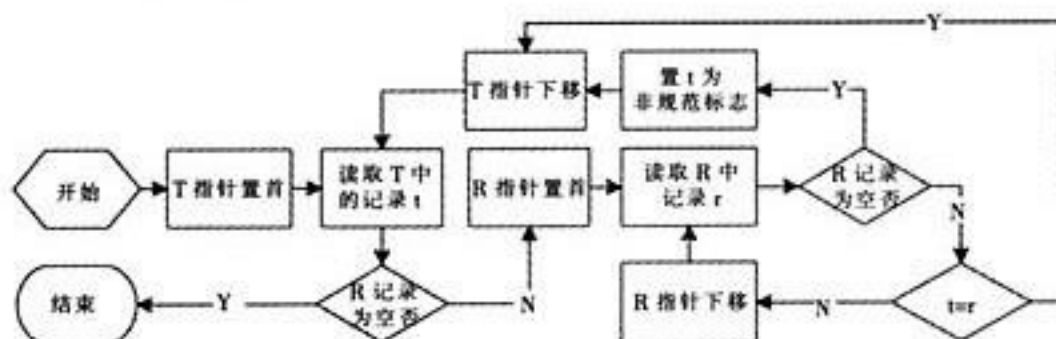 Y
T指针下移
置t为
非规范标志
Y
开始
T指针置首
读取T中
的记录t
R指针置首
读取R中
记录r
R记录
为空否
N
结束
Y
R记录
为空否
N
R指针下移
N
t=r